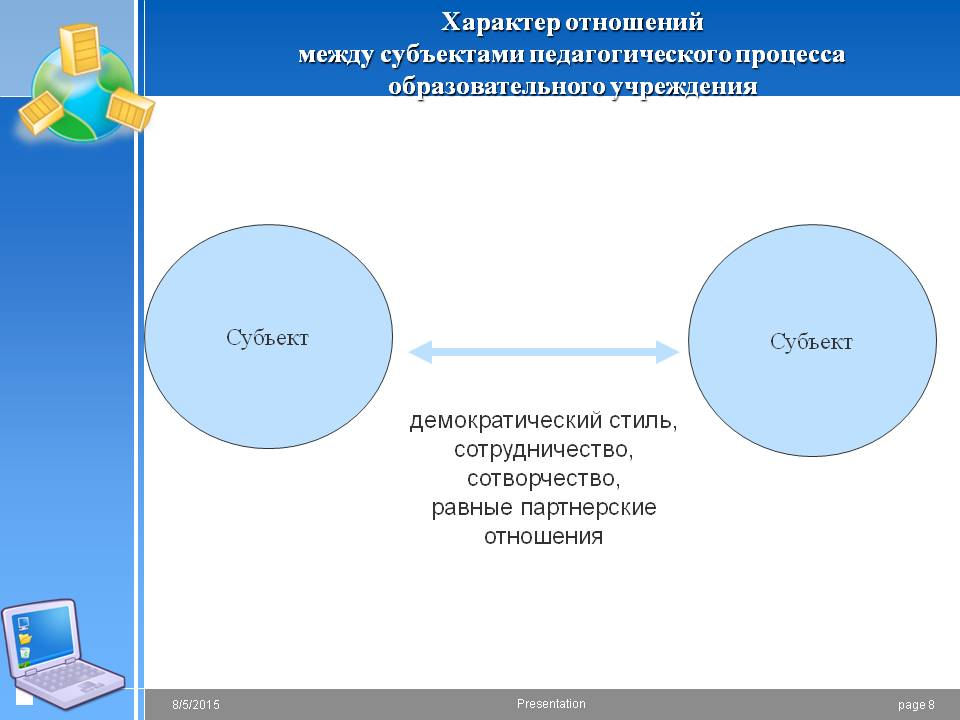 Характер отношений
между субъектами педагогического процесса
образовательного учреждения
Субъект
Субъект
демократический стиль,
сотрудничество,
сотворчество,
равные партнерские
отношения
8/5/2015
Presentation
page 8